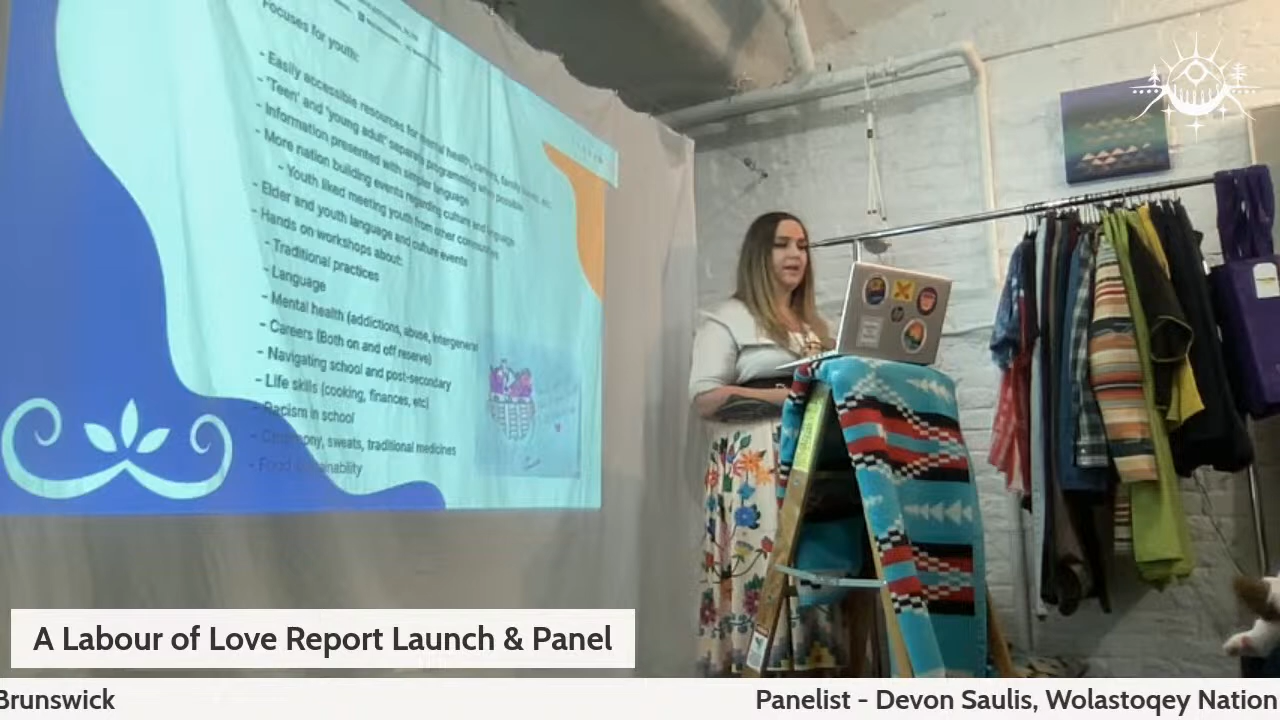 Focuses for youth:
- Easily accessible resources for mental health, careers, family
- "Teen" and "young adult" separate programming when possible
- Information presented with simpler language
- More nation building events regarding culture and language
- Youth liked meeting youth from other communities
- Elder and youth language and culture events
- Hands on workshops about:
- Traditional practices
- Language
- Mental health (addictions, abuse, intergenerational
- Careers (Both on and off reserve)
- Navigating school and post-secondary
- Life skills (cooking, finances, etc)
- Racism in school
- Ceremony, sweats, traditional medicines
- Food sustainability
hp
A Labour of Love Report Launch & Panel
Brunswick
Panelist - Devon Saulis, Wolastoqey Nation